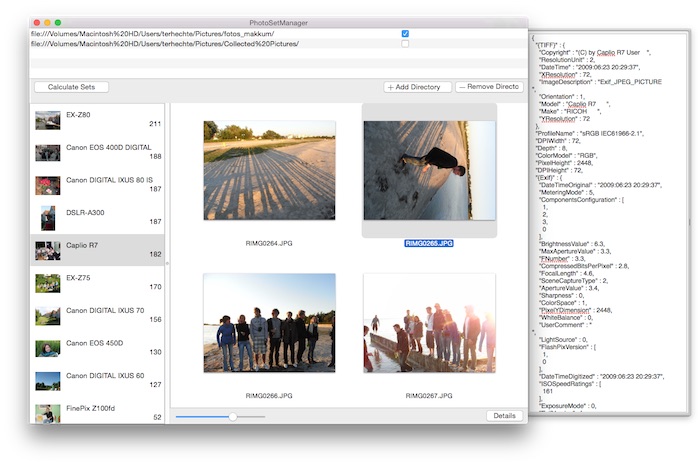 PhotoSetManager
file:///Volumes/Macintosh%20HD/Users/terhechte/Pictures/fotos_makkum/
file:///Volumes/Macintosh%20HD/Users/terhechte/Pictures/Collected%20Pictures/
Calculate Sets
+ Add Directory
— Remove Directo
EX-Z80
211
Canon EOS 400D DIGITAL
188
Canon DIGITAL IXUS 80 IS
187
DSLR-A300
187
Caplio R7
182
EX-Z75
170
Canon DIGITAL IXUS 70
156
Canon EOS 450D
130
Canon DIGITAL IXUS 60
127
FinePix Z100fd
52
RIMG0264.JPG
RIMG0265.JPG
RIMG0266.JPG
RIMG0267.JPG
Details
{
"{TIFF}" : {
"Copyright" : "(C) by Caplio R7 User    ",
"ResolutionUnit" : 2,
"DateTime" : "2009:06:23 20:29:37",
"XResolution" : 72,
"ImageDescription" : "Exif_JPEG_PICTURE
",
"Orientation" : 1,
"Model" : "Caplio R7      ",
"Make" : "RICOH      ",
"YResolution" : 72
},
"ProfileName" : "sRGB IEC61966-2.1",
"DPIWidth" : 72,
"Depth" : 8,
"ColorModel" : "RGB",
"PixelHeight" : 2448,
"DPIHeight" : 72,
"{Exif}" : {
"DateTimeOriginal" : "2009:06:23 20:29:37",
"MeteringMode" : 5,
"ComponentsConfiguration" : [
1,
2,
3,
0
],
"BrightnessValue" : 6.3,
"MaxApertureValue" : 3.3,
"FNumber" : 3.3,
"CompressedBitsPerPixel" : 2.8,
"FocalLength" : 4.6,
"SceneCaptureType" : 2,
"ApertureValue" : 3.4,
"Sharpness" : 0,
"ColorSpace" : 1,
"PixelYDimension" : 2448,
"WhiteBalance" : 0,
"UserComment" : "
",
"LightSource" : 0,
"FlashPixVersion" : [
1,
0
],
"DateTimeDigitized" : "2009:06:23 20:29:37",
"ISOSpeedRatings" : [
161
],
"ExposureMode" : 0,